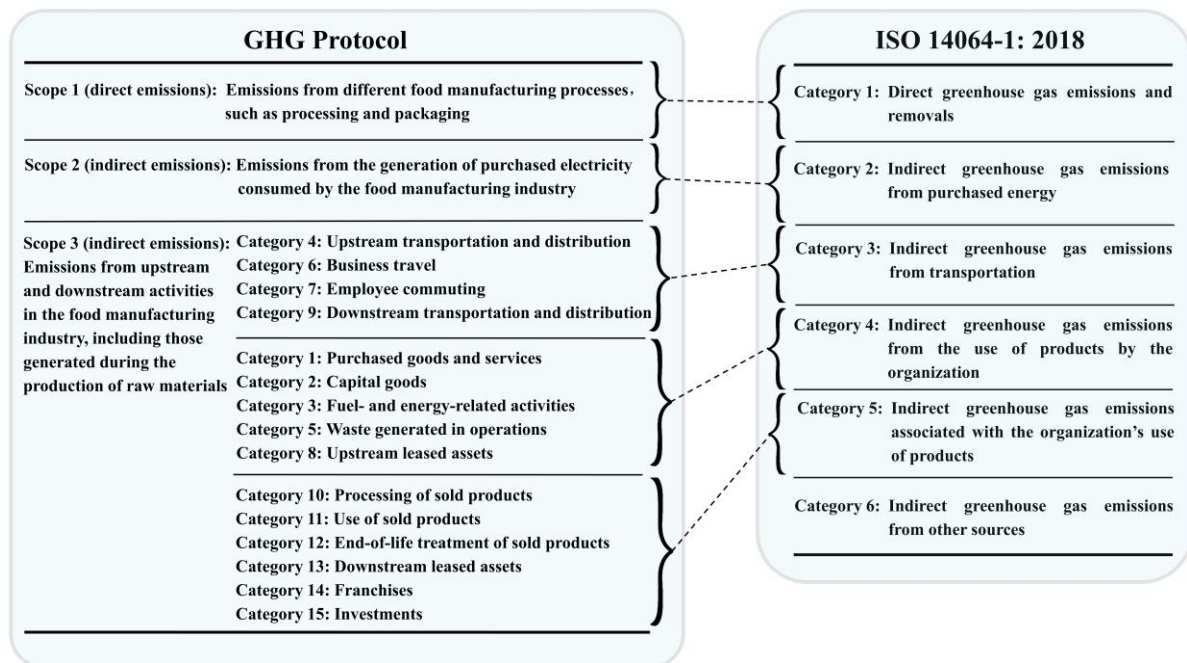 GHG Protocol
Scope 1 (direct emissions): Emissions from different food manufacturing processes,
such as processing and packaging
Scope 2 (indirect emissions): Emissions from the generation of purchased electricity
consumed by the food manufacturing industry
Scope 3 (indirect emissions):
Emissions from upstream
and downstream activities
in the food manufacturing
industry, including those
generated during the
production of raw materials
Category 4: Upstream transportation and distribution
Category 6: Business travel
Category 7: Employee commuting
Category 9: Downstream transportation and distribution
Category 1: Purchased goods and services
Category 2: Capital goods
Category 3: Fuel- and energy-related activities
Category 5: Waste generated in operations
Category 8: Upstream leased assets
Category 10: Processing of sold products
Category 11: Use of sold products
Category 12: End-of-life treatment of sold products
Category 13: Downstream leased assets
Category 14: Franchises
Category 15: Investments
ISO 14064-1: 2018
Category 1: Direct greenhouse gas emissions and
removals
Category 2: Indirect greenhouse gas emissions
from purchased energy
Category 3: Indirect greenhouse gas emissions
from transportation
Category 4: Indirect greenhouse gas emissions
from the use of products by the
organization
Category 5: Indirect greenhouse gas emissions
associated with the organization's use
of products
Category 6: Indirect greenhouse gas emissions
from other sources